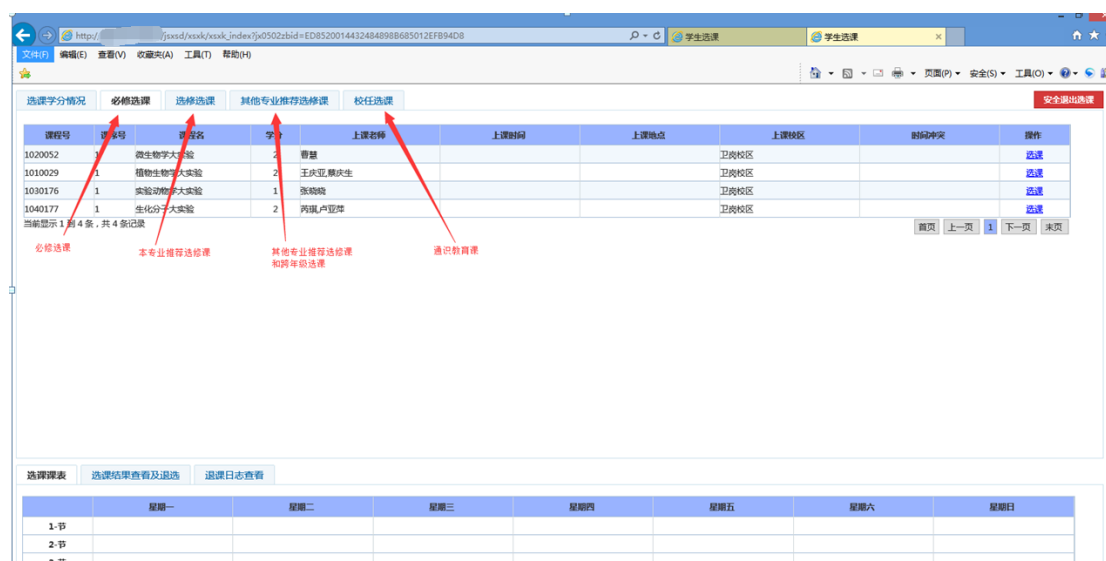 http:// /jsxsd/xsxk/xsxk_index?jx0502zbid=ED85200144324848988685012EFB94D8
学生选课
学生选课
文件(F) 编辑(E) 查看(V) 收藏夹(A) 工具(T) 帮助(H)
页面(P) 安全(S) 工具(O)
选课学分情况 必修选课 选修选课 其他专业推荐选修课 校任选课 安全退出选课
课程号 课序号 课程名 学分 上课老师 上课时间 上课地点 上课校区 时间冲突 操作
1020052 1 微生物学大实验 2 曹慧 卫岗校区 选课
1010029 1 植物生物学大实验 2 王庆亚,蔡庆生 卫岗校区 选课
1030176 1 实验动物学大实验 1 张晓晓 卫岗校区 选课
1040177 1 生化分子大实验 2 芮琪,卢亚萍 卫岗校区 选课
当前显示 1 到 4 条，共 4 条记录 首页 上一页 1 下一页 末页
必修选课
本专业推荐选修课
其他专业推荐选修课
和跨年级选课
通识教育课
选课课表 选课结果查看及退选 退课日志查看
星期一 星期二 星期三 星期四 星期五 星期六 星期日
1-节
2-节